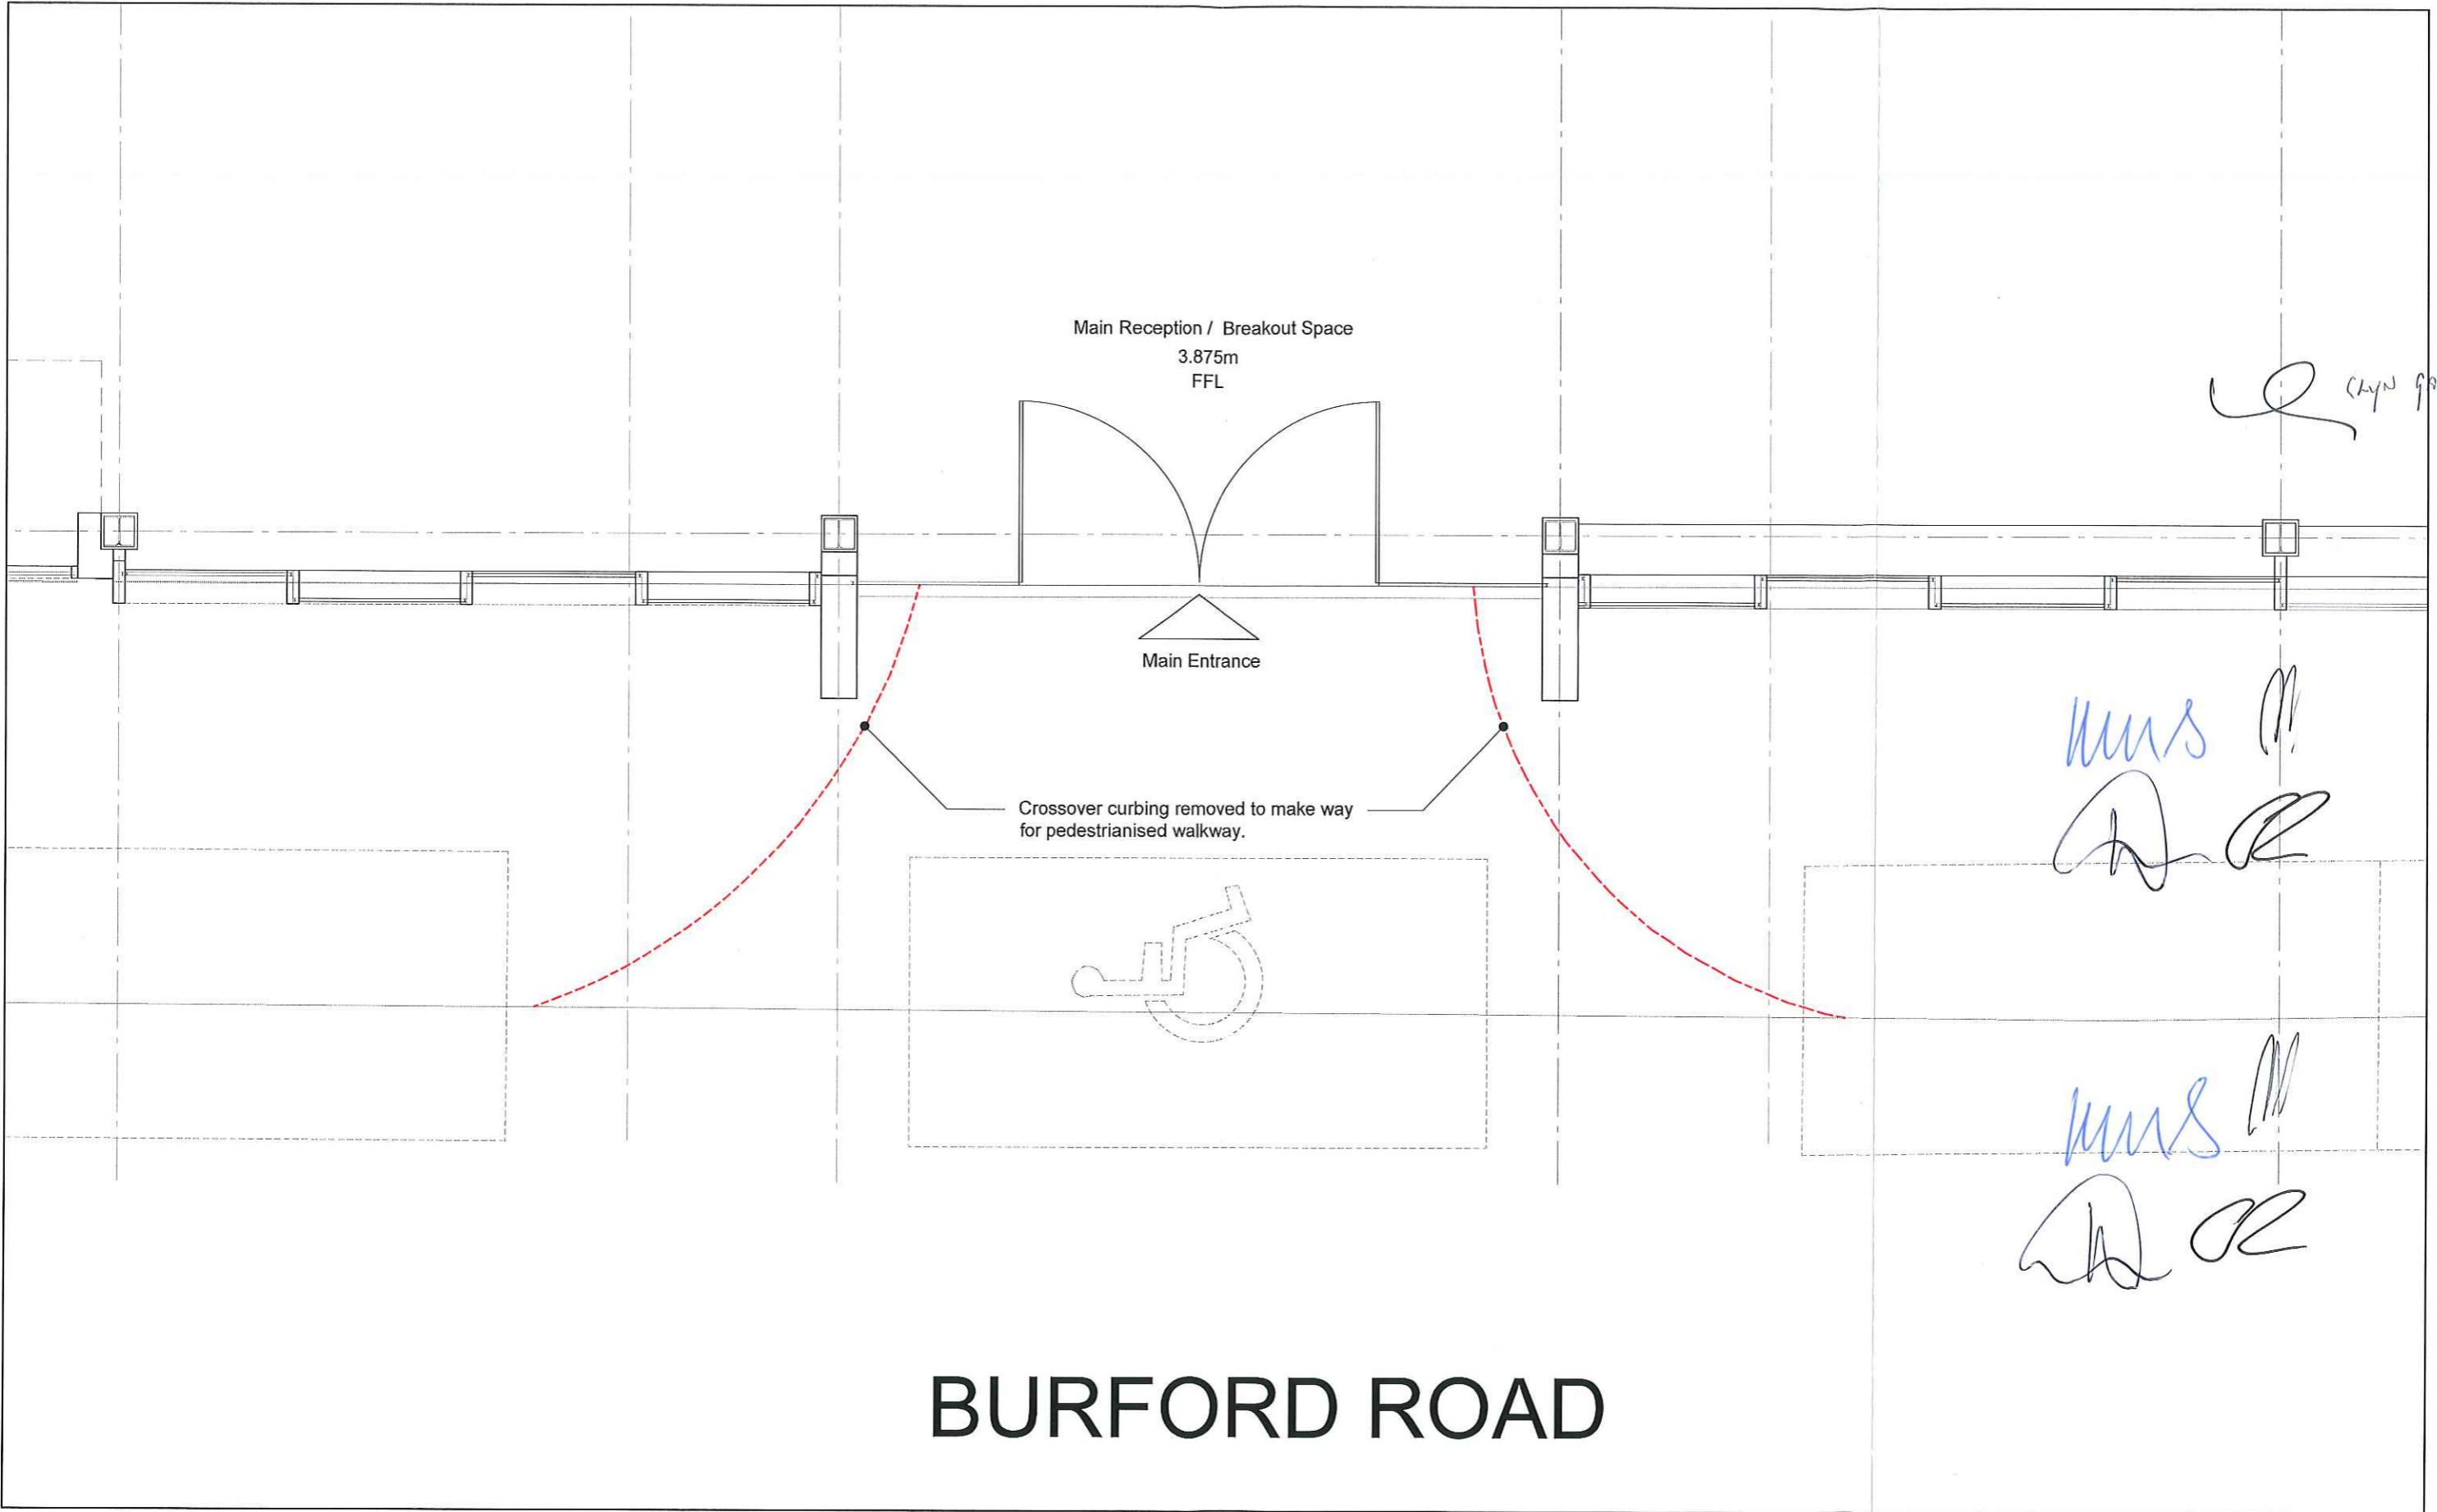 Main Reception / Breakout Space
3.875m
FFL
Main Entrance
Crossover curbing removed to make way
for pedestrianised walkway.
BURFORD ROAD